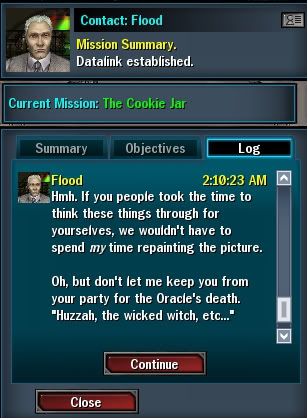 Contact: Flood
Mission Summary.
Datalink established.
Current Mission: The Cookie Jar
Summary
Objectives
Log
Flood
2:10:23 AM
Hmh. If you people took the time to
think these things through for
yourselves, we wouldn't have to
spend my time repainting the picture.
Oh, but don't let me keep you from
your party for the Oracle's death.
"Huzzah, the wicked witch, etc..."
Continue
Close